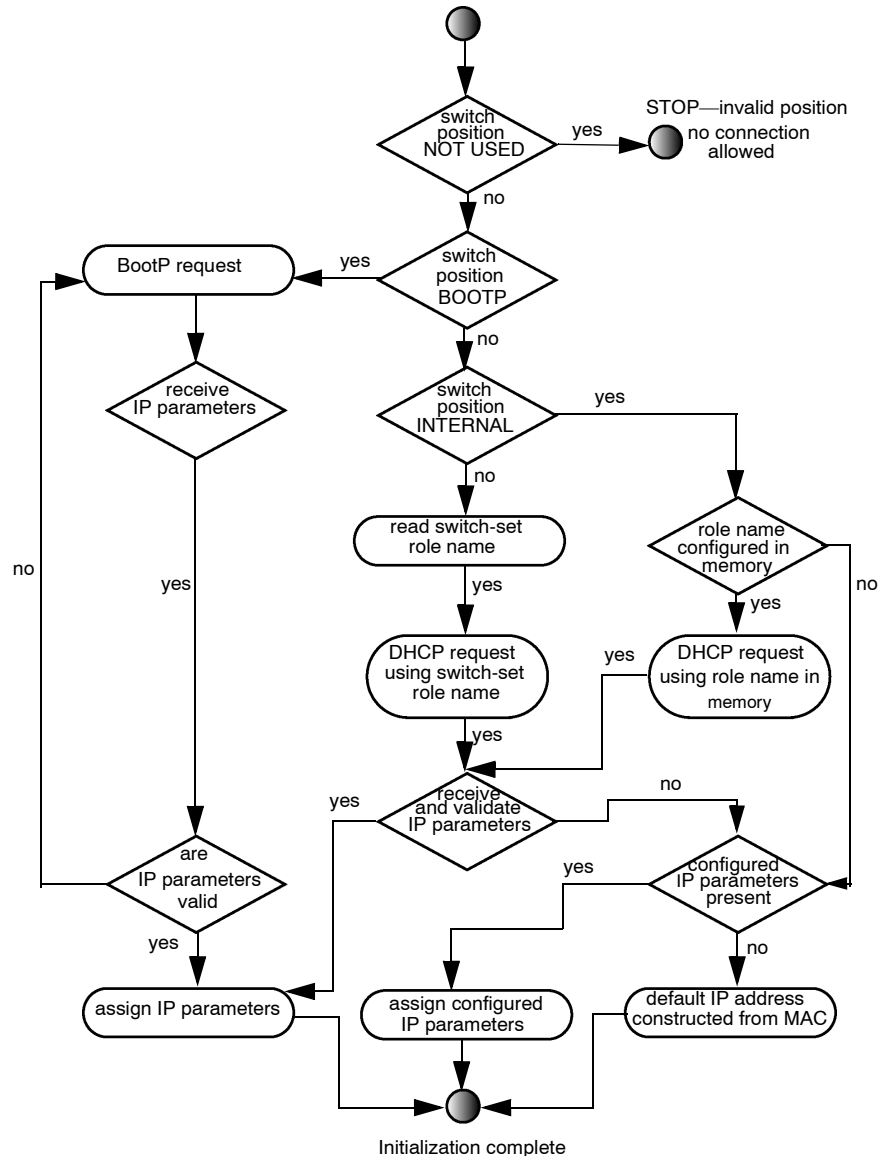 switch
position
NOT USED
yes
STOP—invalid position
no connection
allowed
no
BootP request
yes
switch
position
BOOTP
no
receive
IP parameters
switch
position
INTERNAL
yes
no
read switch-set
role name
role name
configured in
memory
no
yes
yes
yes
no
DHCP request
using switch-set
role name
yes
DHCP request
using role name in
memory
yes
receive
and validate
IP parameters
yes
no
are
IP parameters
valid
yes
configured
IP parameters
present
yes
no
assign IP parameters
assign configured
IP parameters
default IP address
constructed from MAC
Initialization complete